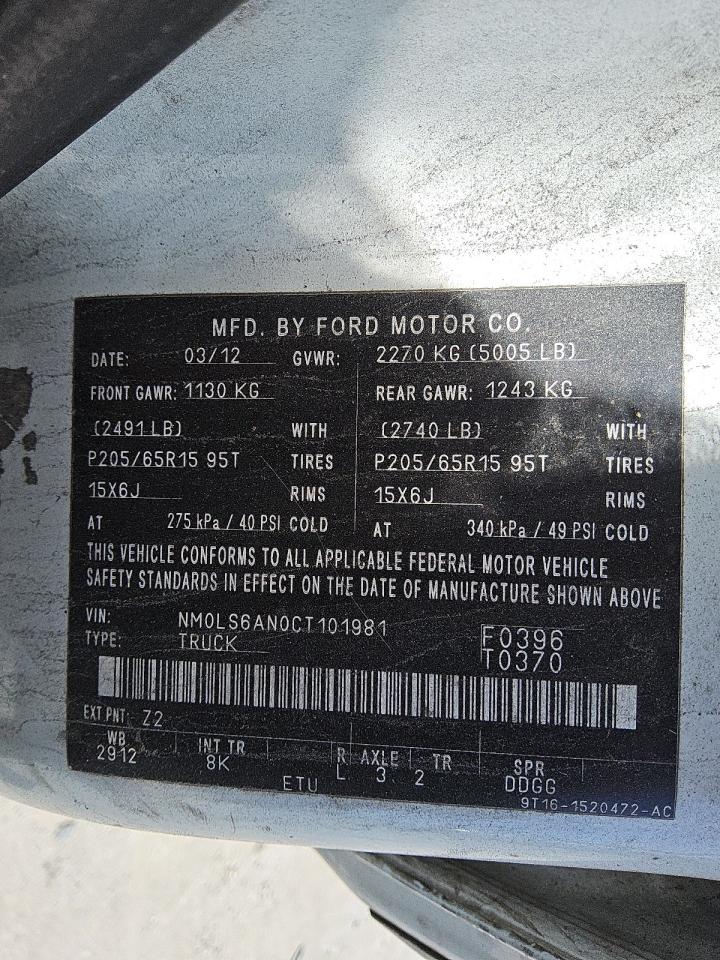 MFD. BY FORD MOTOR CO.
DATE: 03/12 GVWR: 2270 KG (5005 LB)
FRONT GAWR: 1130 KG REAR GAWR: 1243 KG
(2491 LB) WITH (2740 LB) WITH
P205/65R15 95T TIRES P205/65R15 95T TIRES
15X6J RIMS 15X6J RIMS
AT 275 kPa / 40 PSI COLD AT 340 kPa / 49 PSI COLD
THIS VEHICLE CONFORMS TO ALL APPLICABLE FEDERAL MOTOR VEHICLE
SAFETY STANDARDS IN EFFECT ON THE DATE OF MANUFACTURE SHOWN ABOVE
VIN: NM0LS6AN0CT101981 F0396
TYPE: TRUCK T0370
EXT PNT: Z2
WB INT TR R AXLE TR SPR
2912 8K L 3 2 DDGG
ETU 9T16-1520472-AC